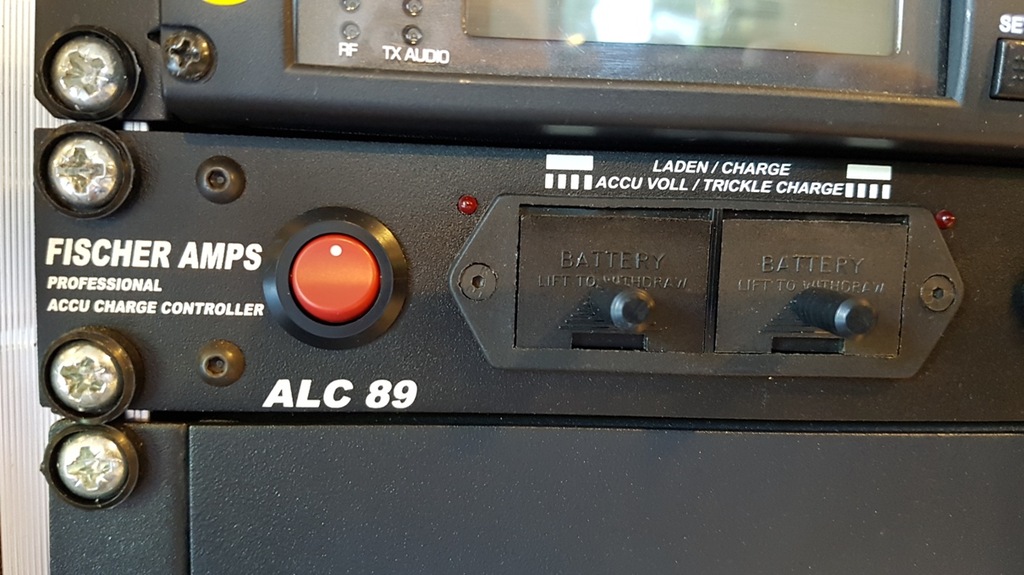 RF
TX AUDIO
SE
LADEN / CHARGE
ACCU VOLL / TRICKLE CHARGE
FISCHER AMPS
PROFESSIONAL
ACCU CHARGE CONTROLLER
BATTERY
LIFT TO WITHDRAW
BATTERY
LIFT TO WITHDRAW
ALC 89